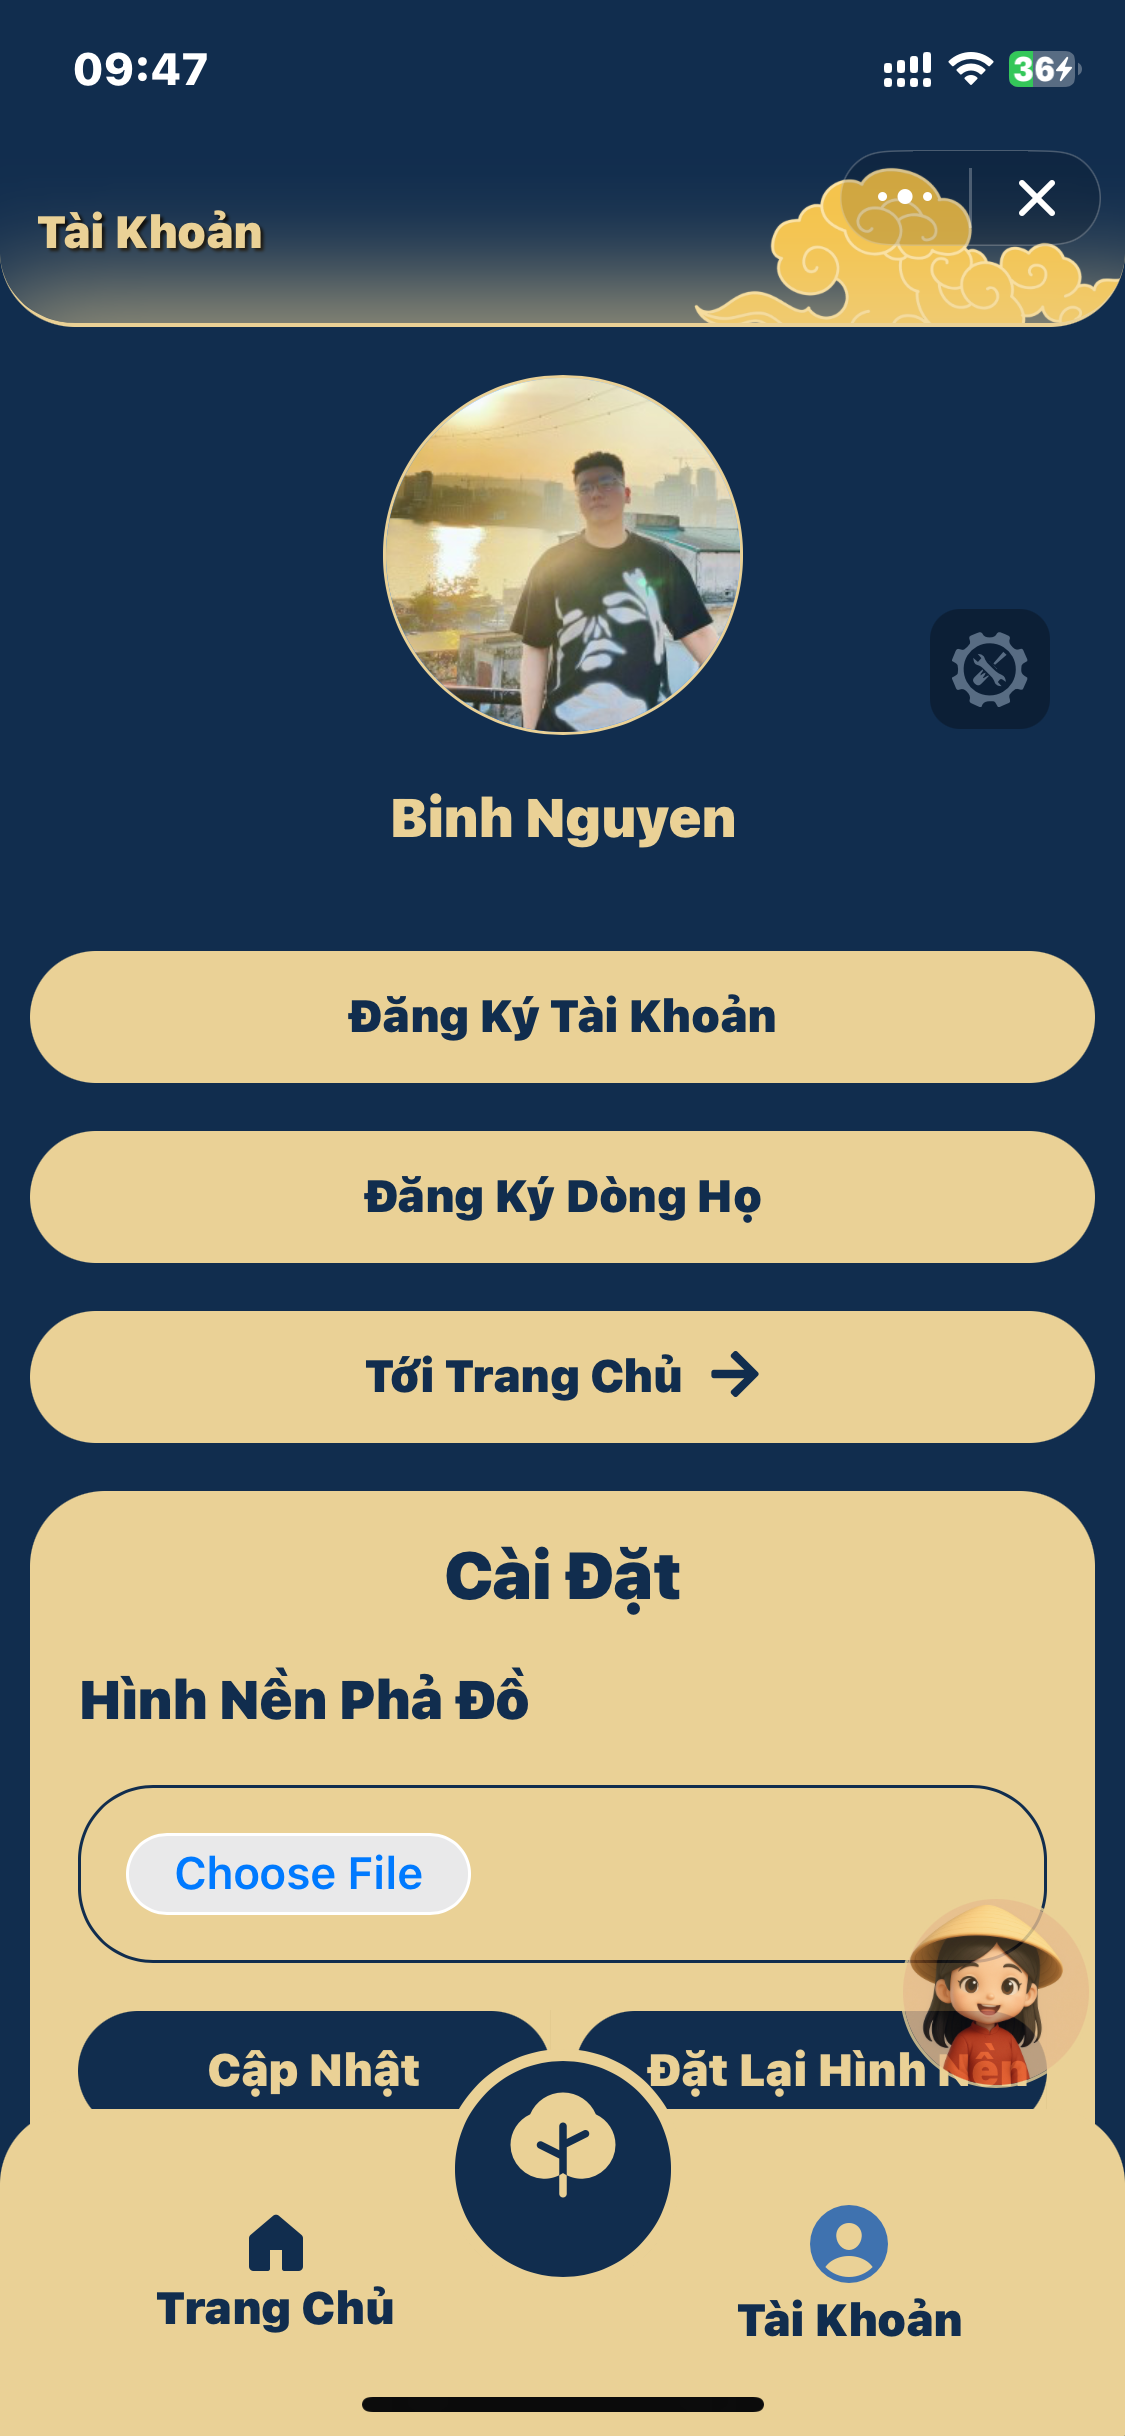 09:47
36
Tài Khoản
Binh Nguyen
Đăng Ký Tài Khoản
Đăng Ký Dòng Họ
Tới Trang Chủ
Cài Đặt
Hình Nền Phả Đồ
Choose File
Cập Nhật
Đặt Lại Hình Nền
Trang Chủ
Tài Khoản